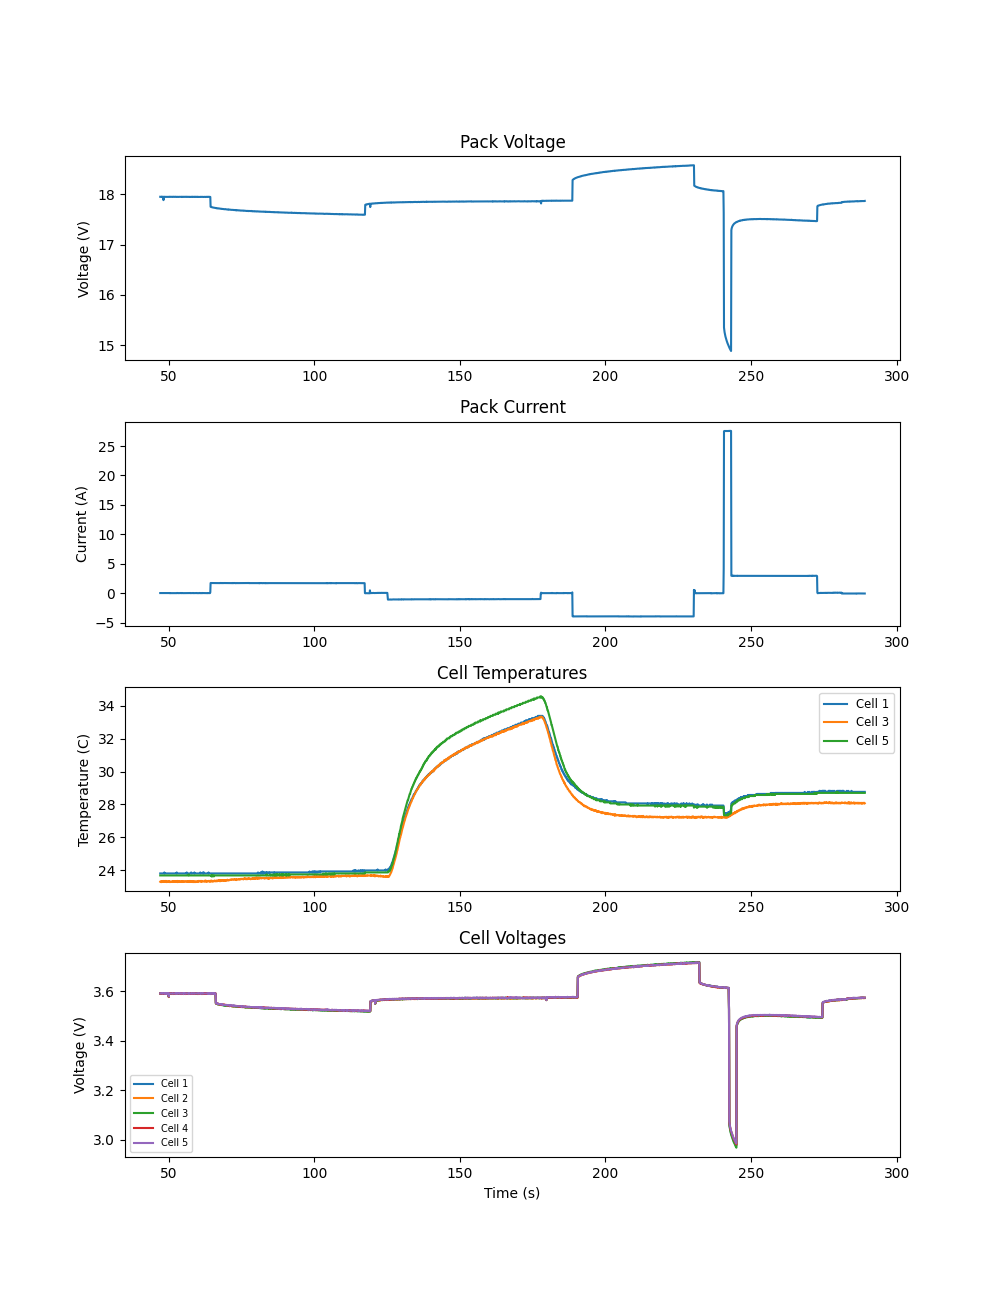 Pack Voltage
Voltage (V)
18
17
16
15
50 100 150 200 250 300
Pack Current
Current (A)
25
20
15
10
5
0
−5
50 100 150 200 250 300
Cell Temperatures
Temperature (C)
34
32
30
28
26
24
Cell 1
Cell 3
Cell 5
50 100 150 200 250 300
Cell Voltages
Voltage (V)
3.6
3.4
3.2
3.0
Cell 1
Cell 2
Cell 3
Cell 4
Cell 5
50 100 150 200 250 300
Time (s)